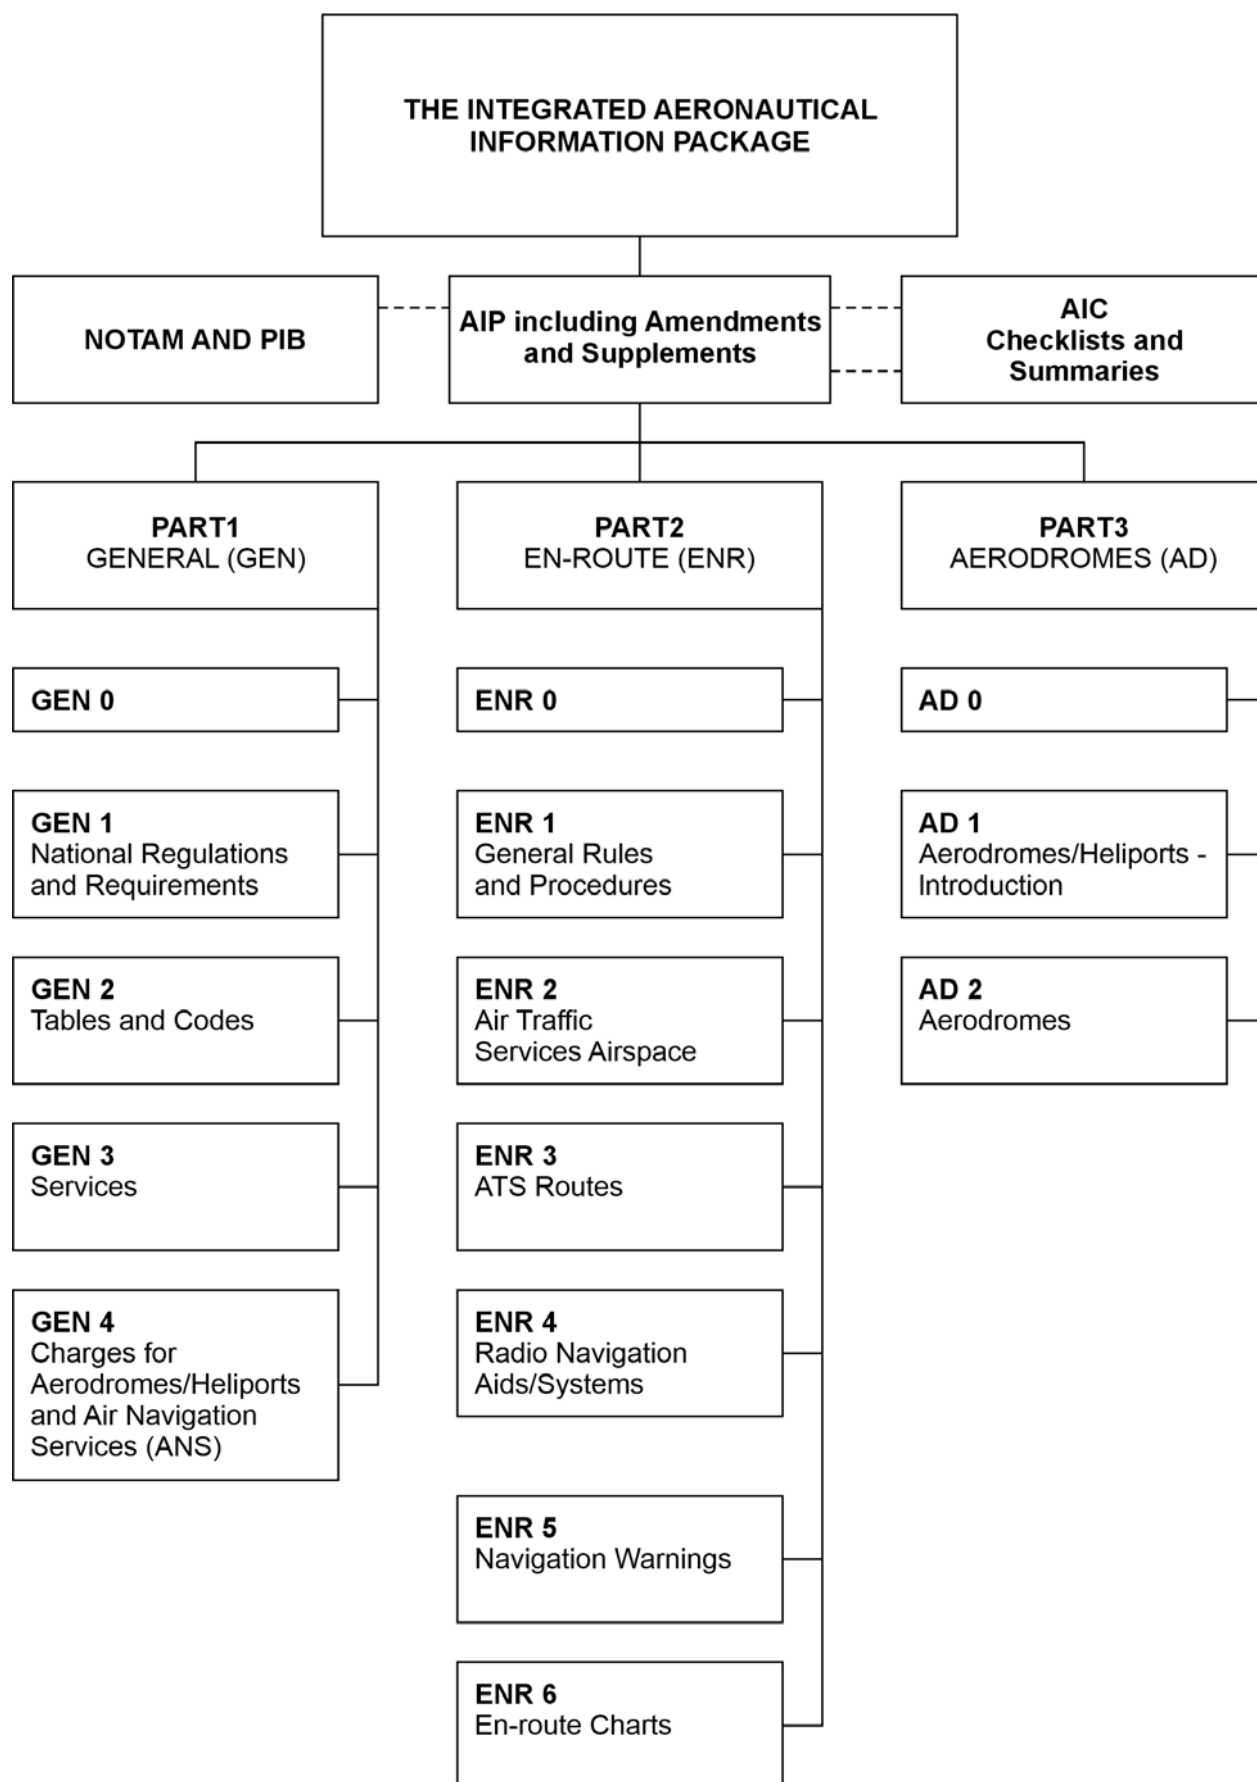 THE INTEGRATED AERONAUTICAL
INFORMATION PACKAGE
NOTAM AND PIB
AIP including Amendments
and Supplements
AIC
Checklists and
Summaries
PART1
GENERAL (GEN)
PART2
EN-ROUTE (ENR)
PART3
AERODROMES (AD)
GEN 0
ENR 0
AD 0
GEN 1
National Regulations
and Requirements
ENR 1
General Rules
and Procedures
AD 1
Aerodromes/Heliports -
Introduction
GEN 2
Tables and Codes
ENR 2
Air Traffic
Services Airspace
AD 2
Aerodromes
GEN 3
Services
ENR 3
ATS Routes
GEN 4
Charges for
Aerodromes/Heliports
and Air Navigation
Services (ANS)
ENR 4
Radio Navigation
Aids/Systems
ENR 5
Navigation Warnings
ENR 6
En-route Charts